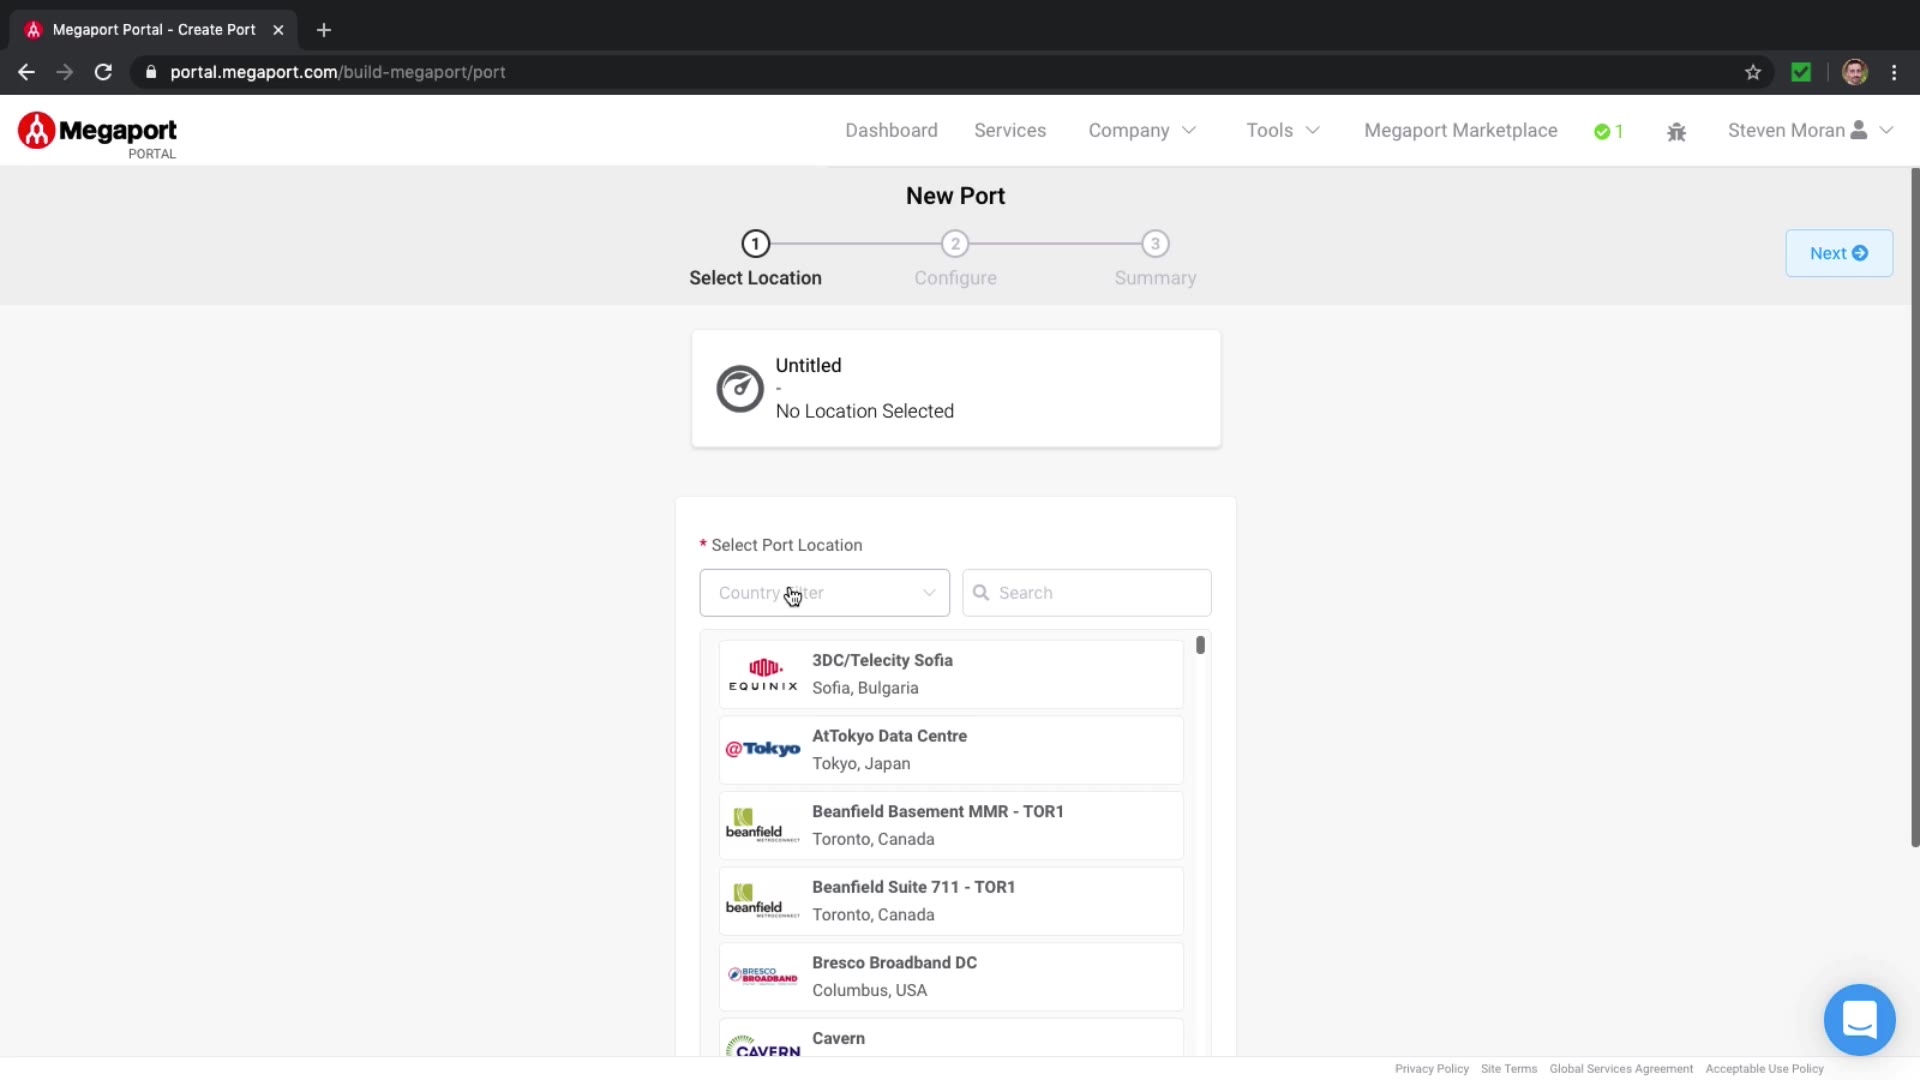 Megaport Portal - Create Port
portal.megaport.com/build-megaport/port
Megaport
PORTAL
Dashboard
Services
Company
Tools
Megaport Marketplace
1
Steven Moran
New Port
1
2
3
Select Location
Configure
Summary
Next
Untitled
-
No Location Selected
* Select Port Location
Country Filter
Search
EQUINIX
3DC/Telecity Sofia
Sofia, Bulgaria
@Tokyo
AtTokyo Data Centre
Tokyo, Japan
beanfield
METROCONNECT
Beanfield Basement MMR - TOR1
Toronto, Canada
beanfield
METROCONNECT
Beanfield Suite 711 - TOR1
Toronto, Canada
BRESCO
BROADBAND
Bresco Broadband DC
Columbus, USA
CAVERN
Cavern
Privacy Policy
Site Terms
Global Services Agreement
Acceptable Use Policy